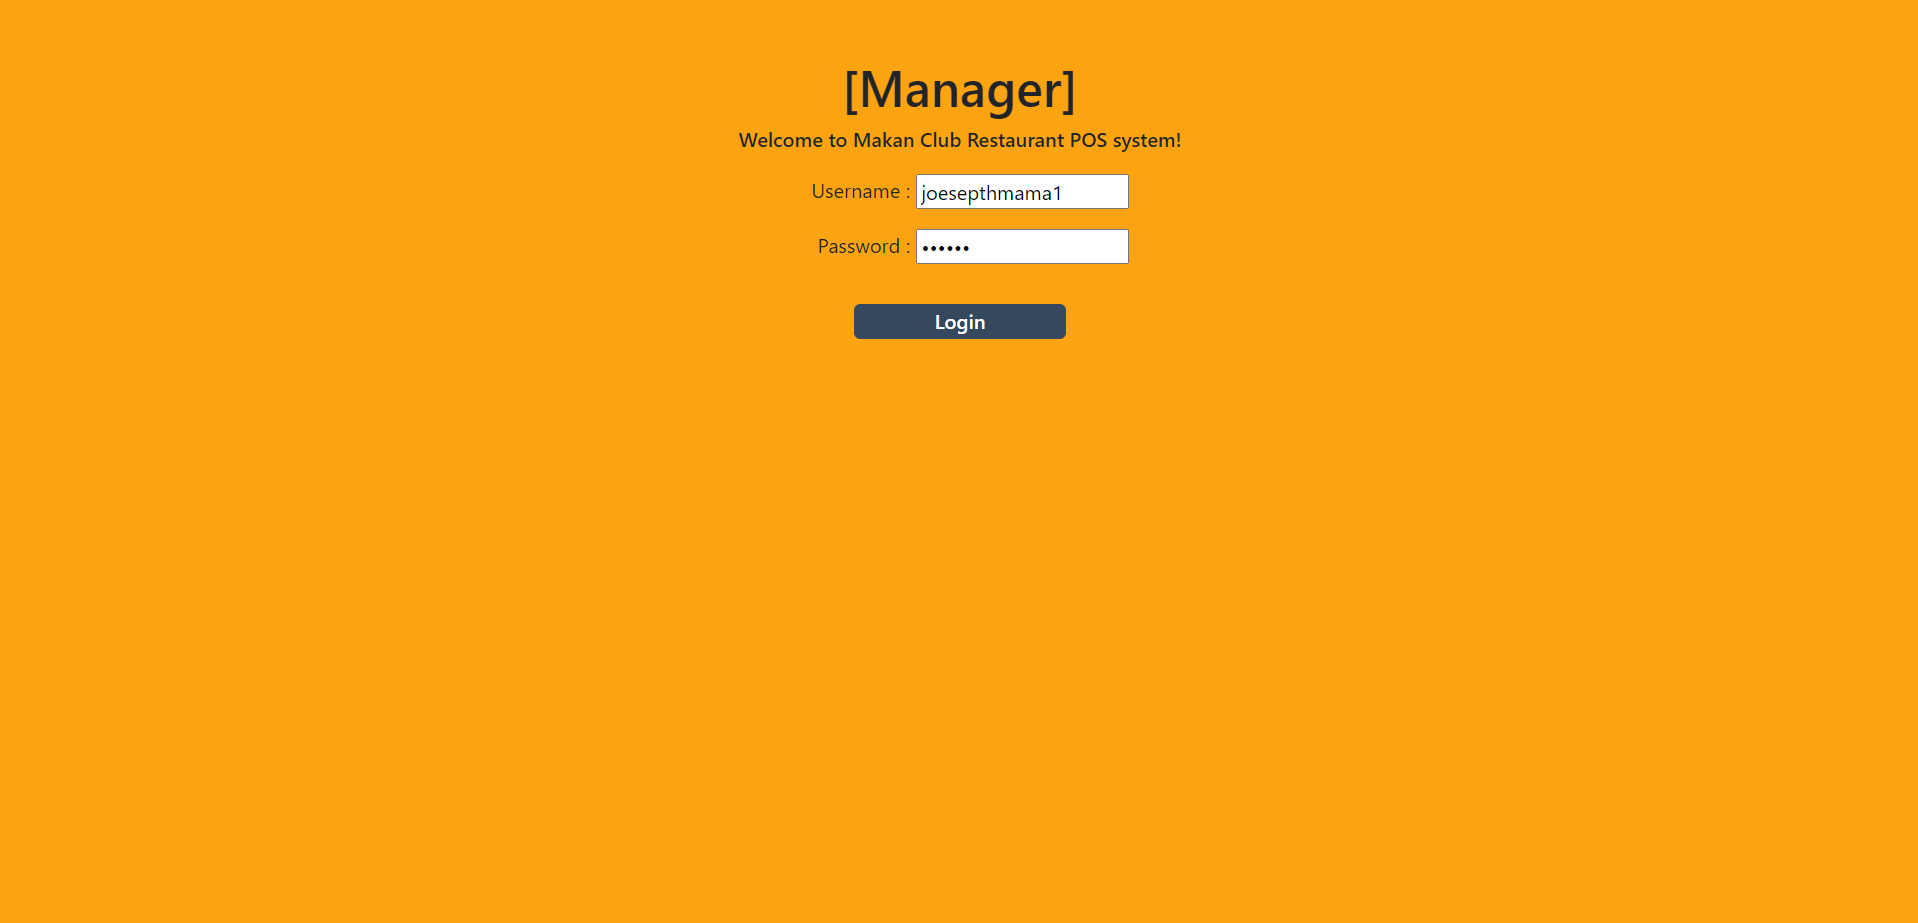 [Manager]
Welcome to Makan Club Restaurant POS system!
Username : joesepthmama1
Password : ••••••
Login